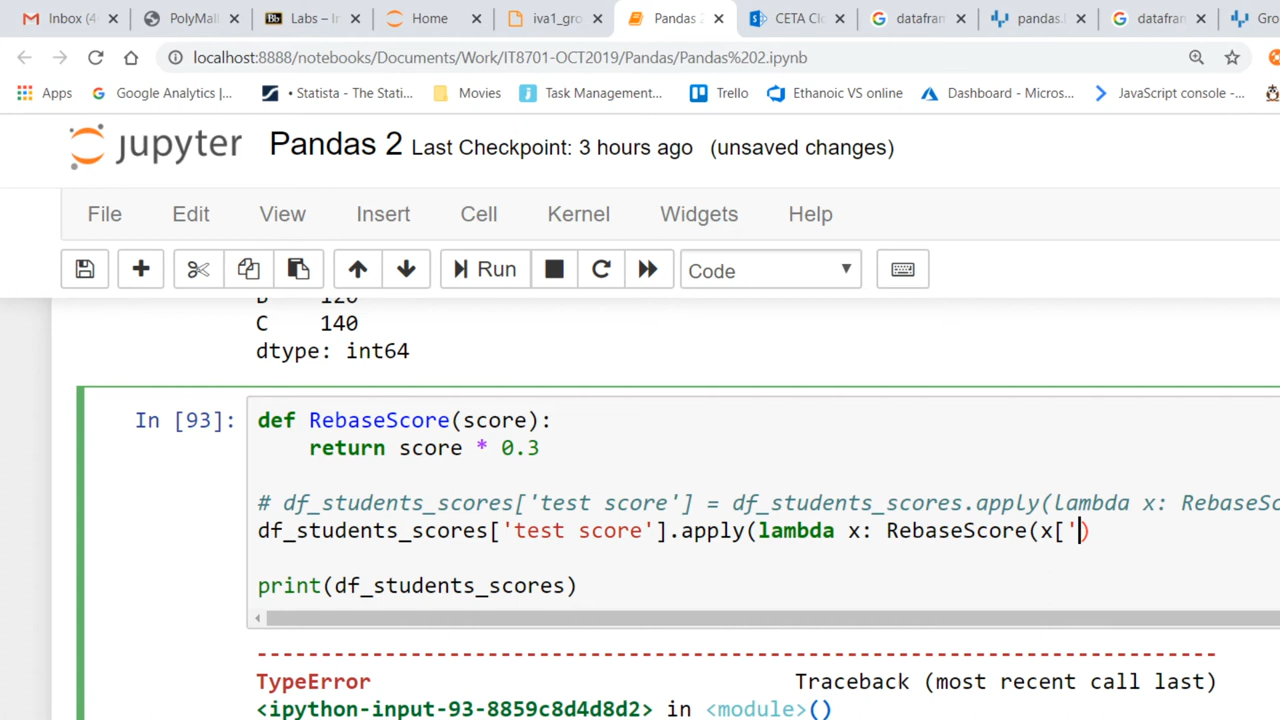 Inbox (4
PolyMall
Labs – In
Home
iva1_gro
Pandas 2
CETA Clo
datafran
pandas.
datafran
Gro
localhost:8888/notebooks/Documents/Work/IT8701-OCT2019/Pandas/Pandas%202.ipynb
Apps
Google Analytics |...
• Statista - The Stati...
Movies
Task Management...
Trello
Ethanoic VS online
Dashboard - Micros...
JavaScript console -...
jupyter Pandas 2 Last Checkpoint: 3 hours ago (unsaved changes)
File Edit View Insert Cell Kernel Widgets Help
Run Code
B 120
C 140
dtype: int64
In [93]: def RebaseScore(score):
return score * 0.3
# df_students_scores['test score'] = df_students_scores.apply(lambda x: RebaseSc
df_students_scores['test score'].apply(lambda x: RebaseScore(x[')
print(df_students_scores)
-----------------------------------------------------------------------
TypeError Traceback (most recent call last)
<ipython-input-93-8859c8d4d8d2> in <module>()